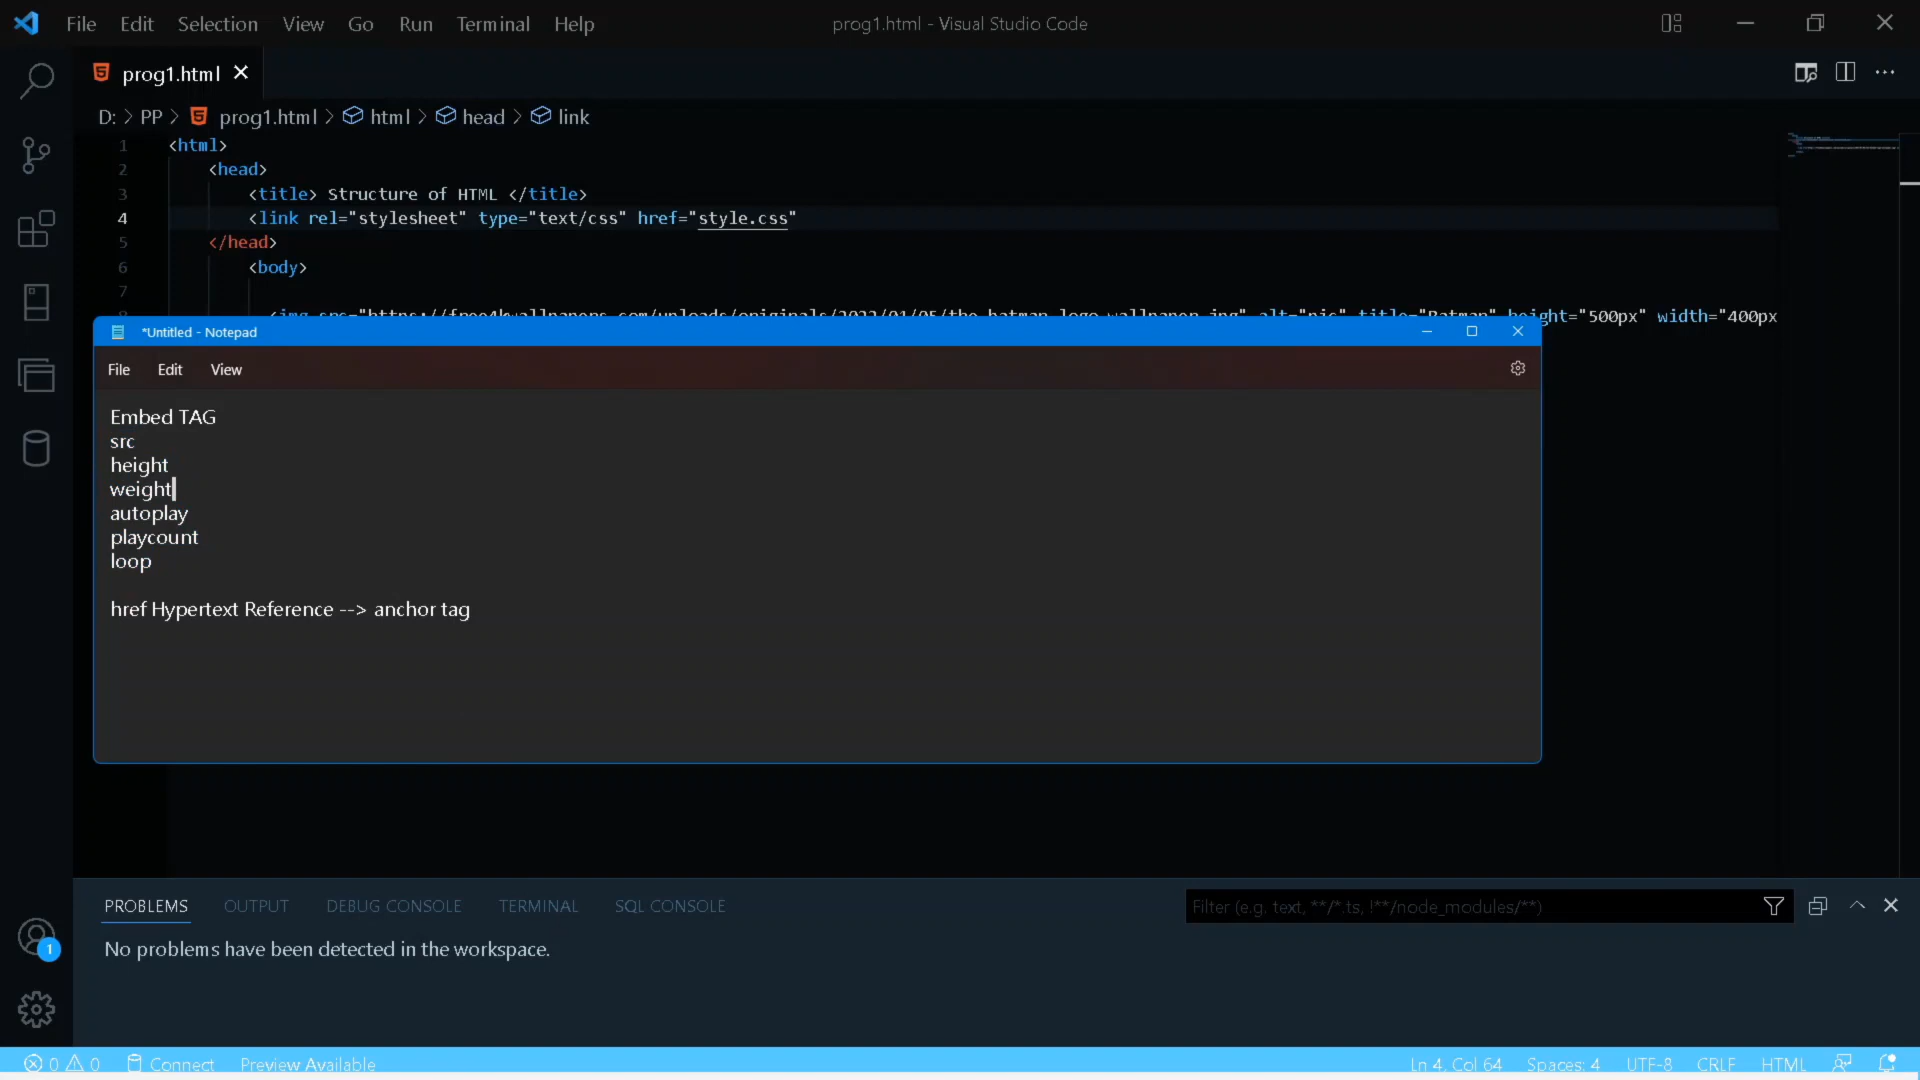 File Edit Selection View Go Run Terminal Help
prog1.html - Visual Studio Code
prog1.html
D: > PP > prog1.html > html > head > link
1 <html>
2 <head>
3 <title> Structure of HTML </title>
4 <link rel="stylesheet" type="text/css" href="style.css"
5 </head>
6 <body>
7
8 <img src="https://free4kwallpapers.com/uploads/originals/2022/01/05/the-batman-logo-wallpaper.jpg" alt="pic" title="Batman" height="500px" width="400px
*Untitled - Notepad
File Edit View
Embed TAG
src
height
weight
autoplay
playcount
loop
href Hypertext Reference --> anchor tag
PROBLEMS OUTPUT DEBUG CONSOLE TERMINAL SQL CONSOLE
Filter (e.g. text, **/*.ts, !**/node_modules/**)
No problems have been detected in the workspace.
1
0 0 Connect Preview Available
Ln 4, Col 64 Spaces: 4 UTF-8 CRLF HTML